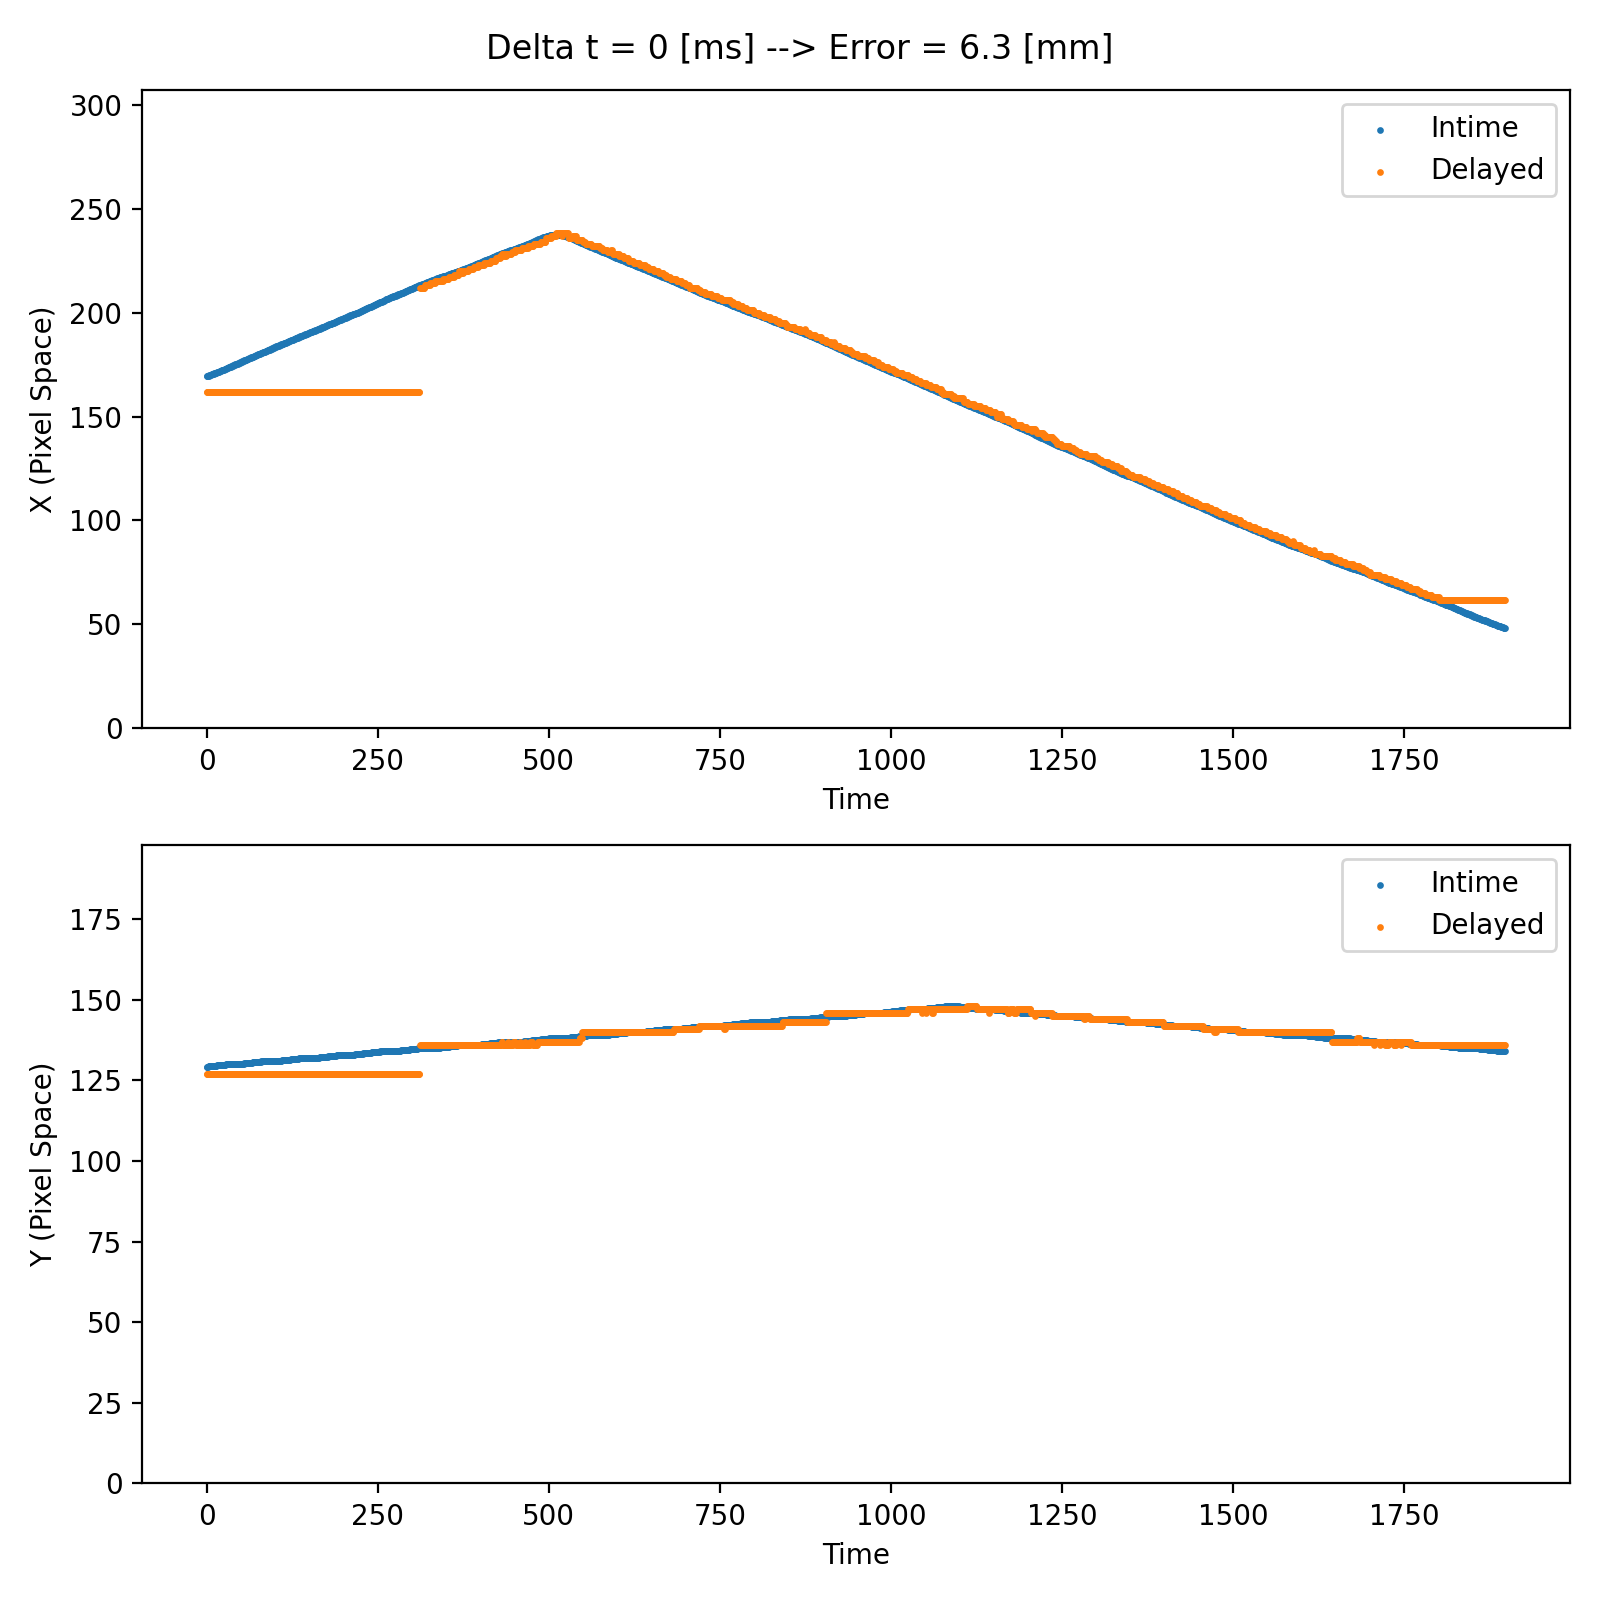 Delta t = 0 [ms] --> Error = 6.3 [mm]
300
250
200
150
100
50
0
X (Pixel Space)
Intime
Delayed
0 250 500 750 1000 1250 1500 1750
Time
175
150
125
100
75
50
25
0
Y (Pixel Space)
Intime
Delayed
0 250 500 750 1000 1250 1500 1750
Time